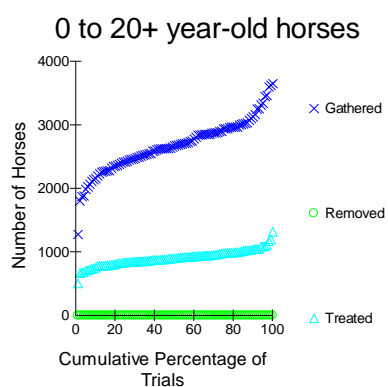 0 to 20+ year-old horses
4000
3000
2000
1000
0
0
20
40
60
80
100
Number of Horses
Cumulative Percentage of
Trials
Gathered
Removed
Treated